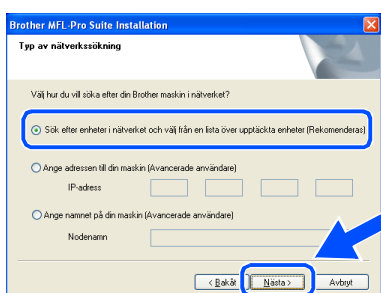 Brother MFL-Pro Suite Installation
Typ av nätverkssökning
Välj hur du vill söka efter din Brother maskin i nätverket?
Sök efter enheter i nätverket och välj från en lista över upptäckta enheter (Rekomenderas)
Ange adressen till din maskin (Avancerade användare)
IP-adress
Ange namnet på din maskin (Avancerade användare)
Nodenamn
< Bakåt Nästa > Avbryt